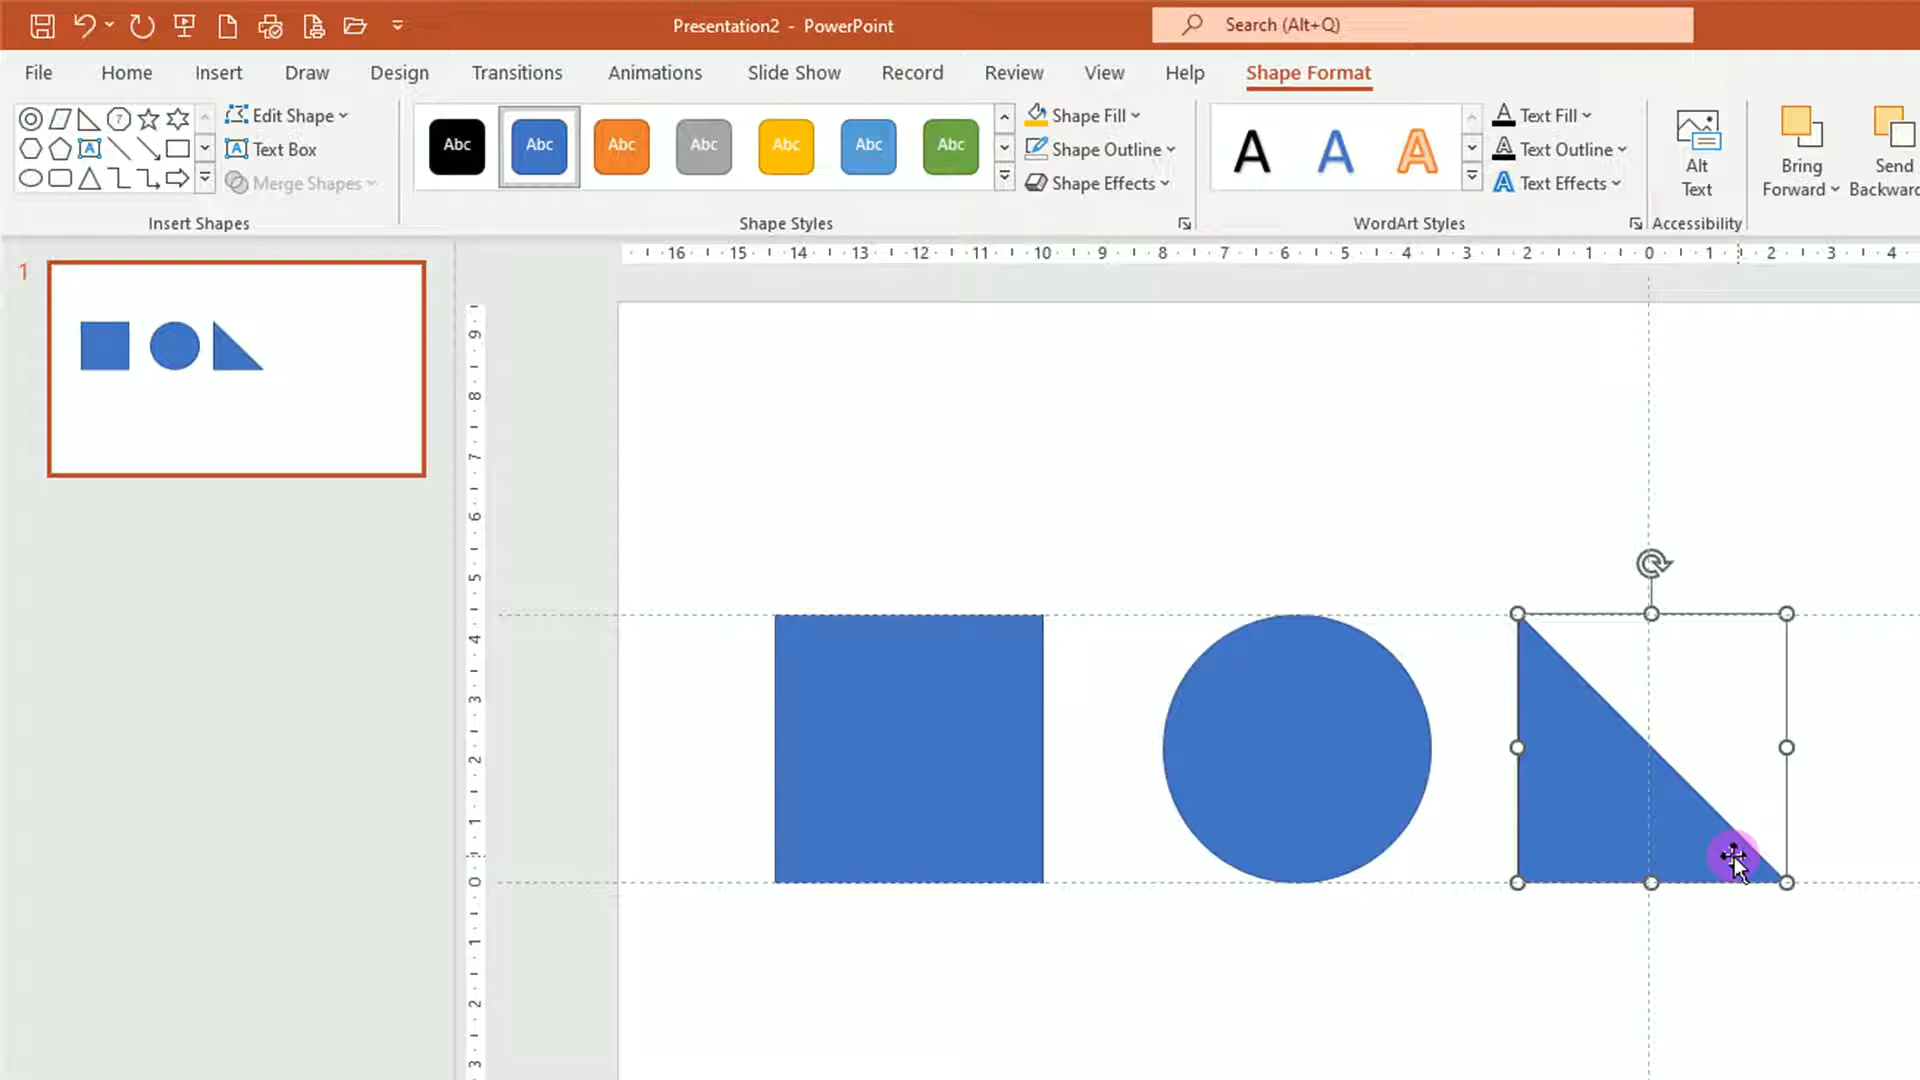 Presentation2 - PowerPoint
Search (Alt+Q)
File Home Insert Draw Design Transitions Animations Slide Show Record Review View Help Shape Format
Edit Shape
Text Box
Merge Shapes
Insert Shapes
Abc Abc Abc Abc Abc Abc Abc
Shape Fill
Shape Outline
Shape Effects
Shape Styles
A A A
Text Fill
Text Outline
Text Effects
WordArt Styles
Alt
Text
Accessibility
Bring
Forward
Send
Backward
16 15 14 13 12 11 10 9 8 7 6 5 4 3 2 1 0 1 2 3 4
1
9
8
7
6
5
4
3
2
1
0
1
2
3